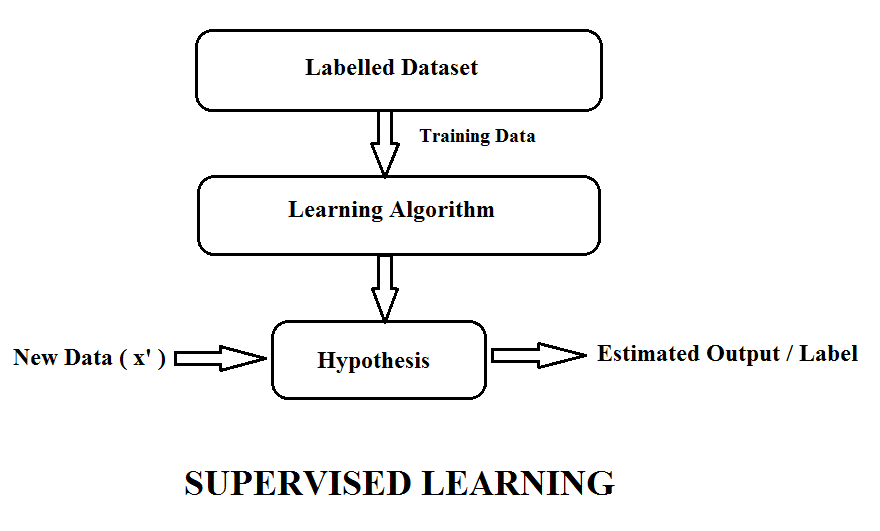 Labelled Dataset
Training Data
Learning Algorithm
New Data ( x' )
Hypothesis
Estimated Output / Label
SUPERVISED LEARNING